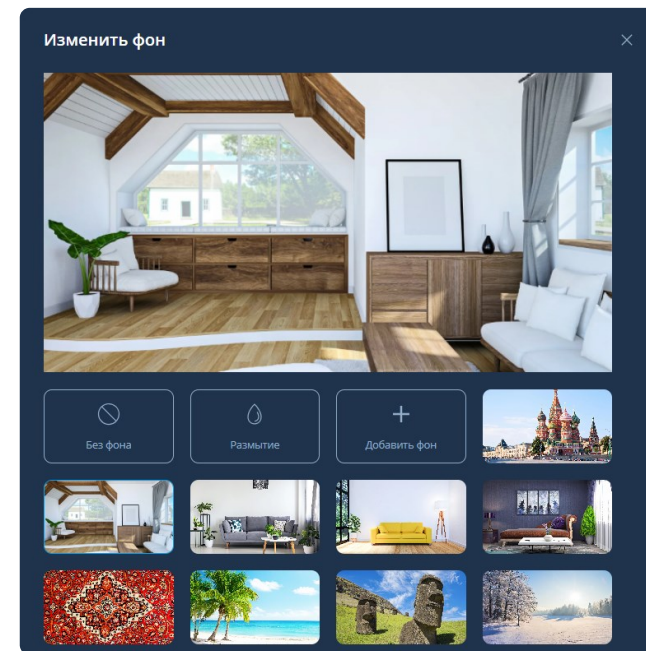 Изменить фон
Без фона
Размытие
Добавить фон